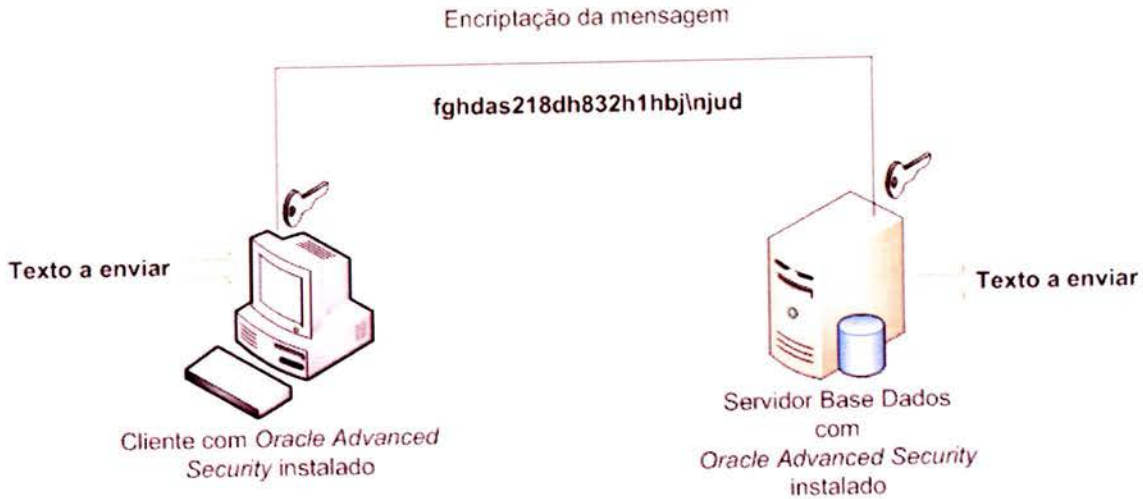 Encriptação da mensagem
fghdas218dh832h1hbj\njud
Texto a enviar
Texto a enviar
Cliente com Oracle Advanced
Security instalado
Servidor Base Dados
com
Oracle Advanced Security
instalado